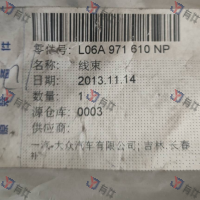 零件号: L06A 971 610 NP
名称: 线束
日期: 2013.11.14
数量: 1
源仓库: 0003
供应商:
一汽大众汽车有限公司; 吉林, 长春